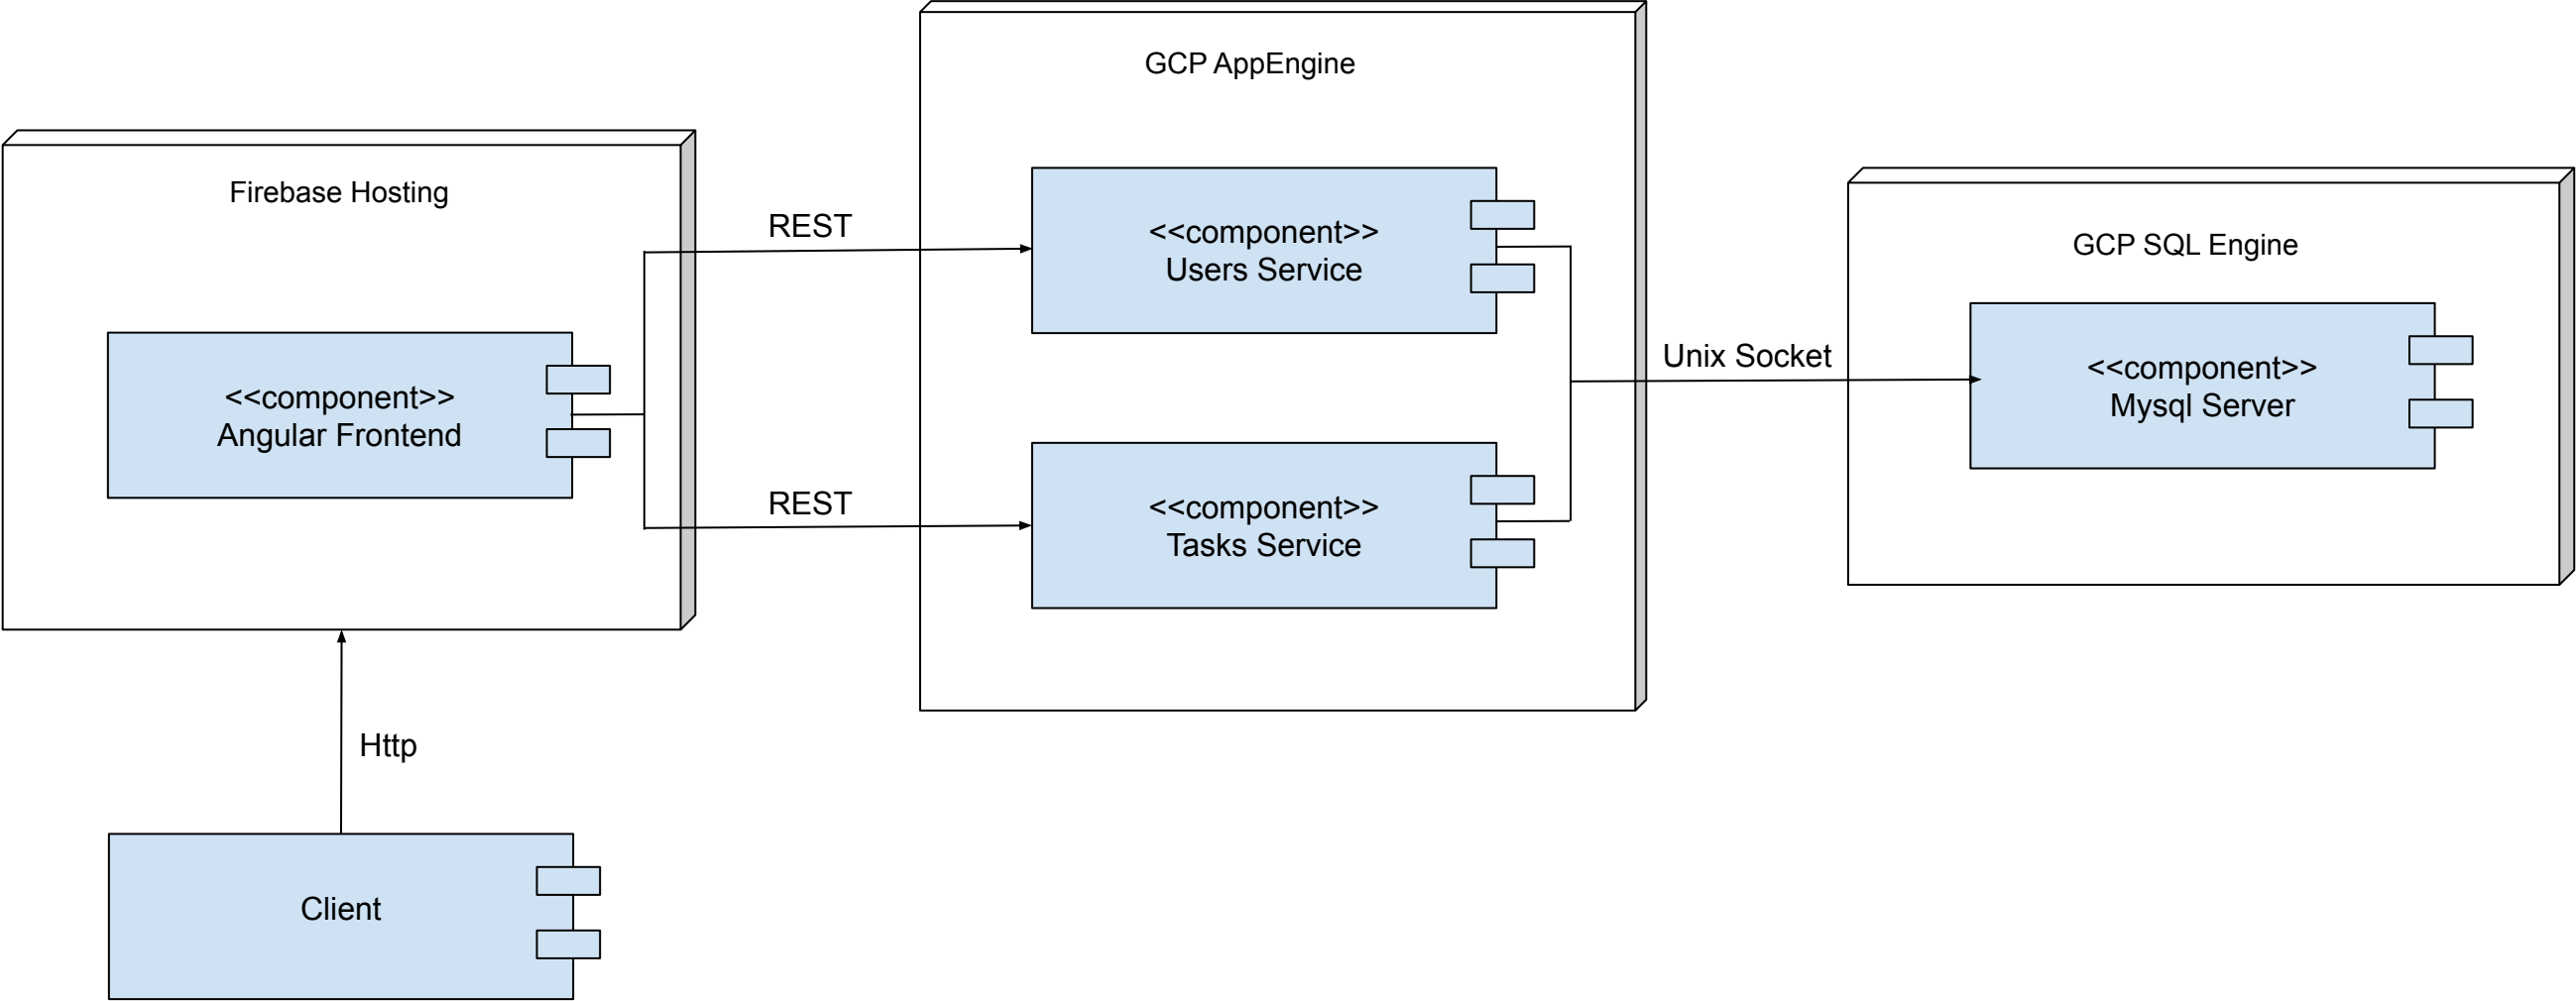 GCP AppEngine
Firebase Hosting
REST
<<component>>
Users Service
GCP SQL Engine
Unix Socket
<<component>>
Mysql Server
<<component>>
Angular Frontend
REST
<<component>>
Tasks Service
Http
Client